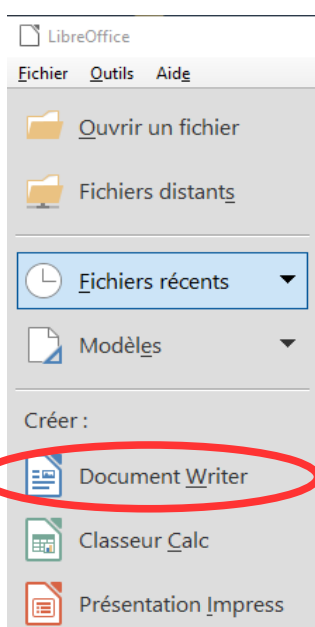 LibreOffice
Fichier Outils Aide
Ouvrir un fichier
Fichiers distants
Fichiers récents
Modèles
Créer :
Document Writer
Classeur Calc
Présentation Impress